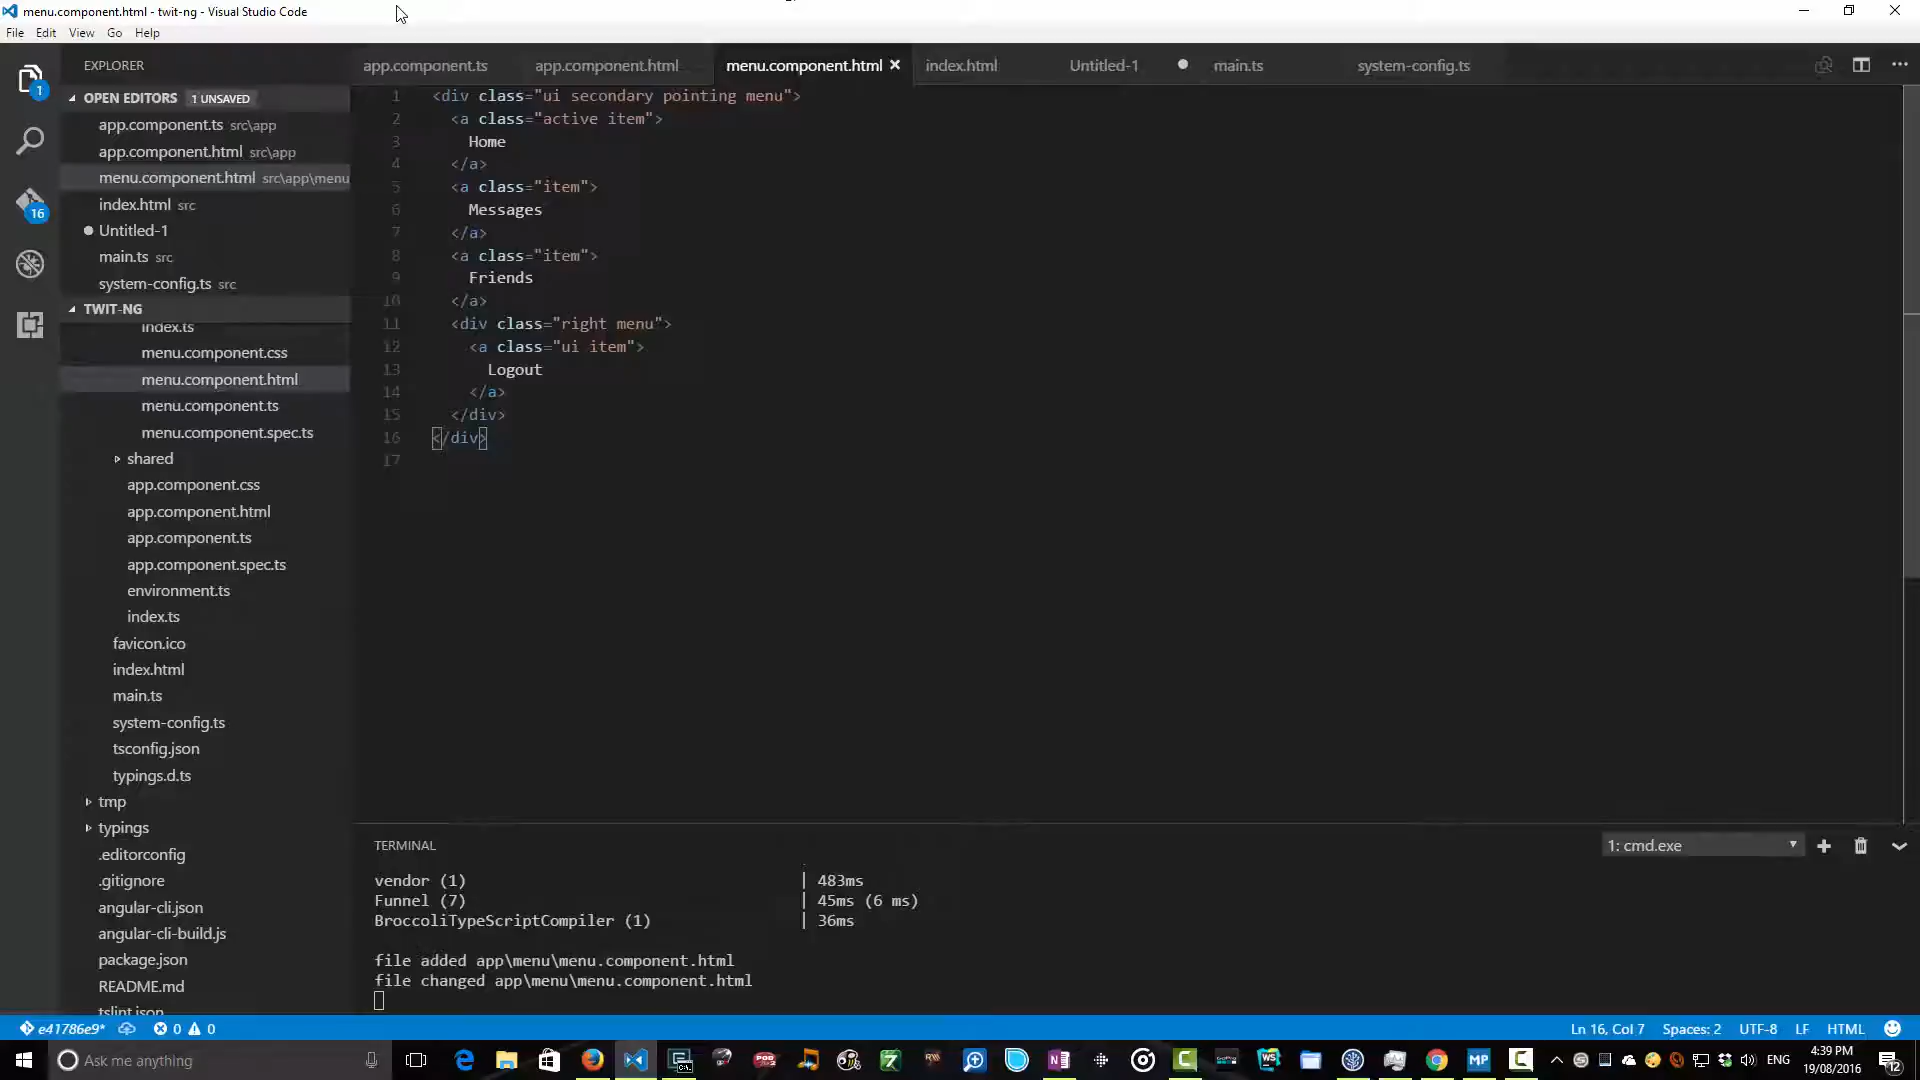 menu.component.html - twit-ng - Visual Studio Code
File Edit View Go Help
EXPLORER
OPEN EDITORS 1 UNSAVED
app.component.ts src\app
app.component.html src\app
menu.component.html src\app\menu
index.html src
Untitled-1
main.ts src
system-config.ts src
TWIT-NG
index.ts
menu.component.css
menu.component.html
menu.component.ts
menu.component.spec.ts
shared
app.component.css
app.component.html
app.component.ts
app.component.spec.ts
environment.ts
index.ts
favicon.ico
index.html
main.ts
system-config.ts
tsconfig.json
typings.d.ts
tmp
typings
.editorconfig
.gitignore
angular-cli.json
angular-cli-build.js
package.json
README.md
tslint.json
1
16
app.component.ts app.component.html menu.component.html index.html Untitled-1 main.ts system-config.ts
1 <div class="ui secondary pointing menu">
2 <a class="active item">
3 Home
4 </a>
5 <a class="item">
6 Messages
7 </a>
8 <a class="item">
9 Friends
10 </a>
11 <div class="right menu">
12 <a class="ui item">
13 Logout
14 </a>
15 </div>
16 </div>
17
TERMINAL
1: cmd.exe
vendor (1) | 483ms
Funnel (7) | 45ms (6 ms)
BroccoliTypeScriptCompiler (1) | 36ms
file added app\menu\menu.component.html
file changed app\menu\menu.component.html
e41786e9* 0 0 Ln 16, Col 7 Spaces: 2 UTF-8 LF HTML
Ask me anything
ENG
4:39 PM
19/08/2016
12